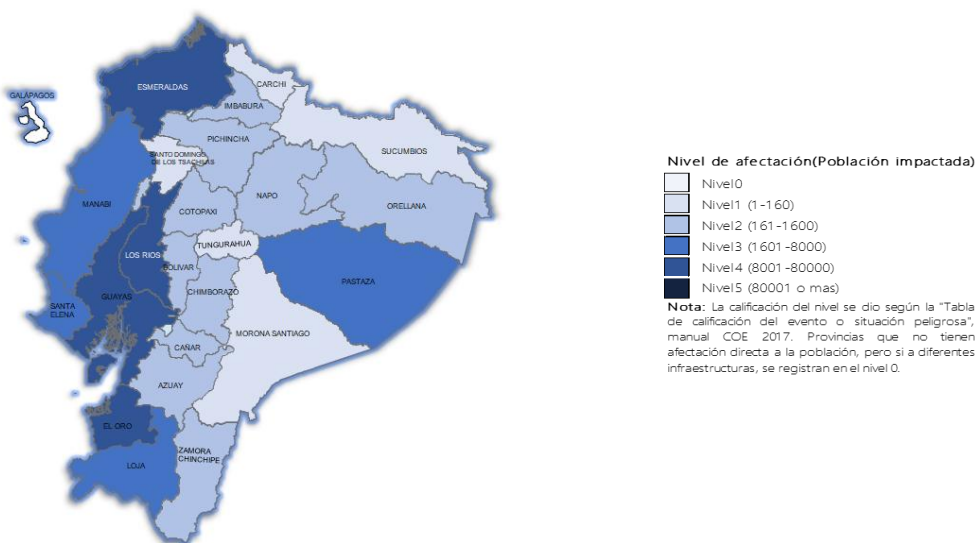 ESMERALDAS
CARCHI
GALAPAGOS
IMBABURA
PICHINCHA
SANTO DOMINGO
DE LOS TSACHILAS
SUCUMBIOS
MANABI
COTOPAXI
NAPO
ORELLANA
TUNGURAHUA
LOS RIOS
BOLIVAR
PASTAZA
GUAYAS
CHIMBORAZO
SANTA
ELENA
MORONA SANTIAGO
CAÑAR
AZUAY
EL ORO
LOJA
ZAMORA
CHINCHIPE
Nivel de afectación(Población impactada)
Nivel0
Nivel1 (1-160)
Nivel2 (161-1600)
Nivel3 (1601-8000)
Nivel4 (8001-80000)
Nivel5 (80001 o mas)
Nota: La calificación del nivel se dio según la "Tabla
de calificación del evento o situación peligrosa",
manual COE 2017. Provincias que no tienen
afectación directa a la población, pero si a diferentes
infraestructuras, se registran en el nivel 0.